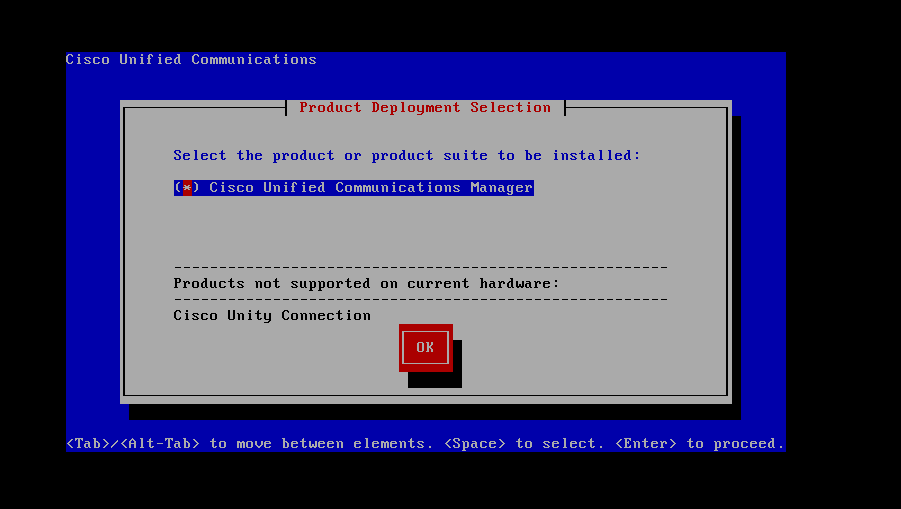 Cisco Unified Communications
Product Deployment Selection
Select the product or product suite to be installed:
(*) Cisco Unified Communications Manager
-------------------------------------------------------
Products not supported on current hardware:
-------------------------------------------------------
Cisco Unity Connection
OK
<Tab>/<Alt-Tab> to move between elements. <Space> to select. <Enter> to proceed.